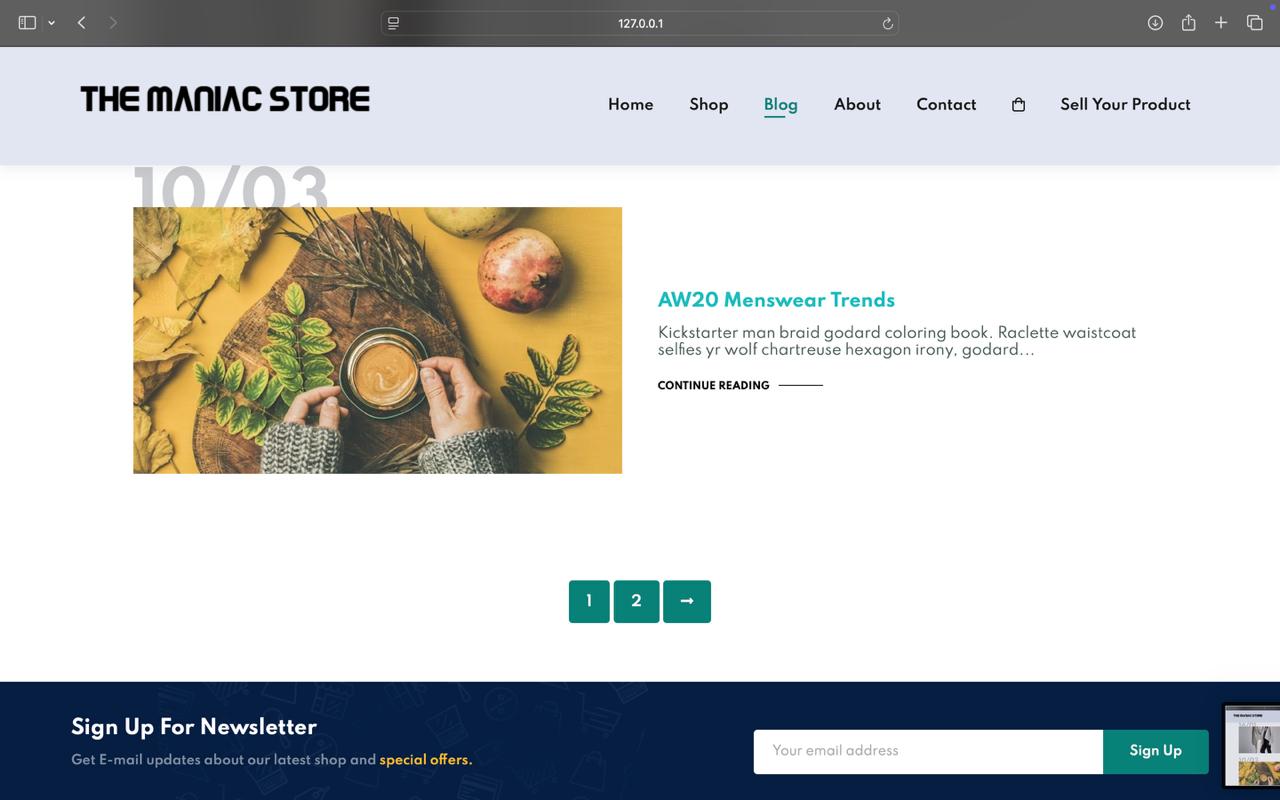 127.0.0.1
THE MANIAC STORE
Home Shop Blog About Contact Sell Your Product
10/03
AW20 Menswear Trends
Kickstarter man braid godard coloring book. Raclette waistcoat
selfies yr wolf chartreuse hexagon irony, godard...
CONTINUE READING
1 2 →
Sign Up For Newsletter
Get E-mail updates about our latest shop and special offers.
Your email address
Sign Up